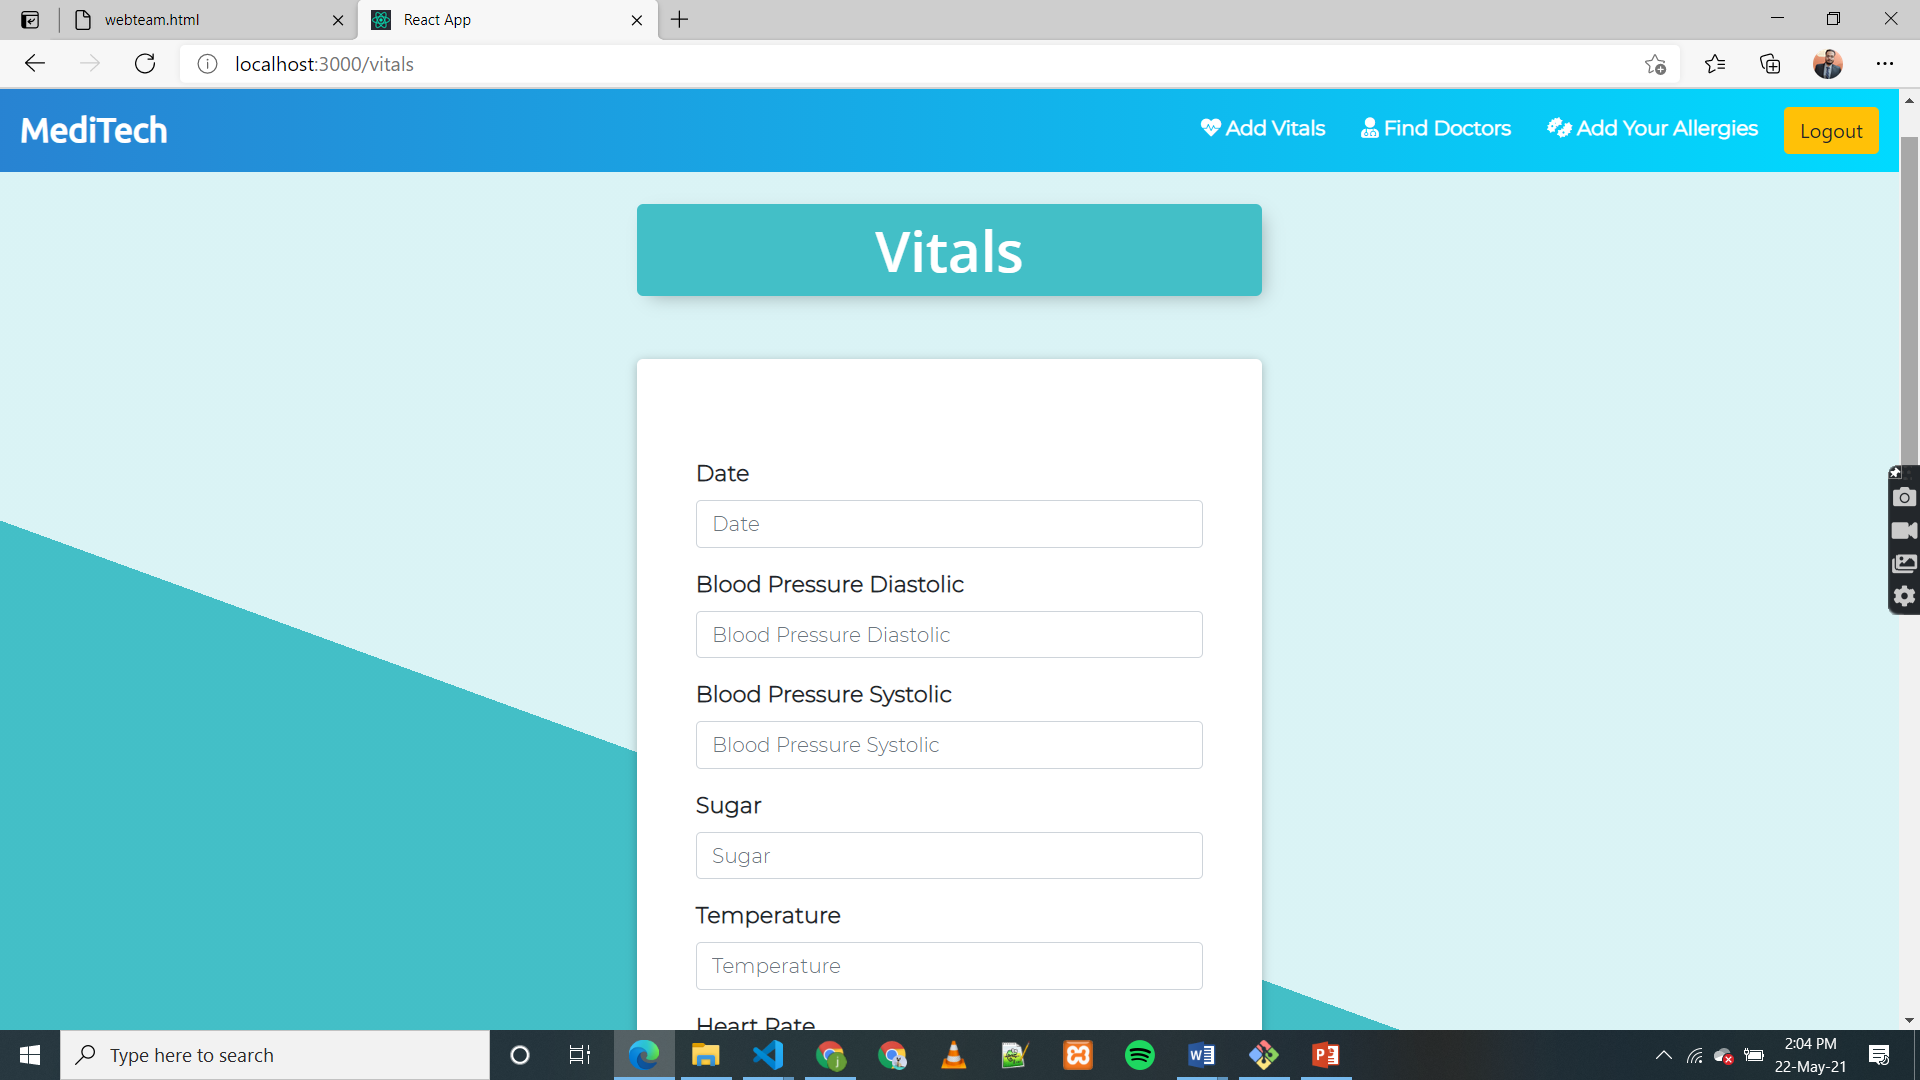 webteam.html
React App
localhost:3000/vitals
MediTech
Add Vitals
Find Doctors
Add Your Allergies
Logout
Vitals
Date
Date
Blood Pressure Diastolic
Blood Pressure Diastolic
Blood Pressure Systolic
Blood Pressure Systolic
Sugar
Sugar
Temperature
Temperature
Heart Rate
Type here to search
2:04 PM
22-May-21